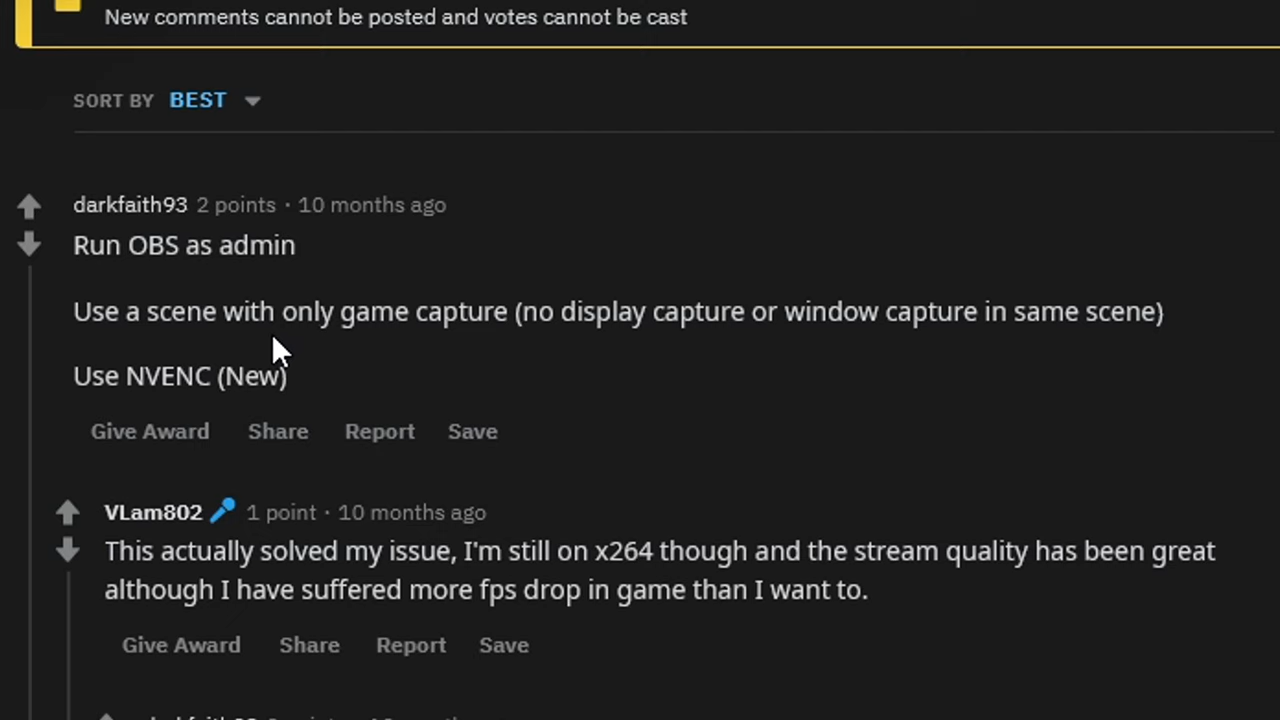 New comments cannot be posted and votes cannot be cast
SORT BY BEST
darkfaith93 2 points · 10 months ago
Run OBS as admin
Use a scene with only game capture (no display capture or window capture in same scene)
Use NVENC (New)
Give Award Share Report Save
VLam802 1 point · 10 months ago
This actually solved my issue, I'm still on x264 though and the stream quality has been great
although I have suffered more fps drop in game than I want to.
Give Award Share Report Save